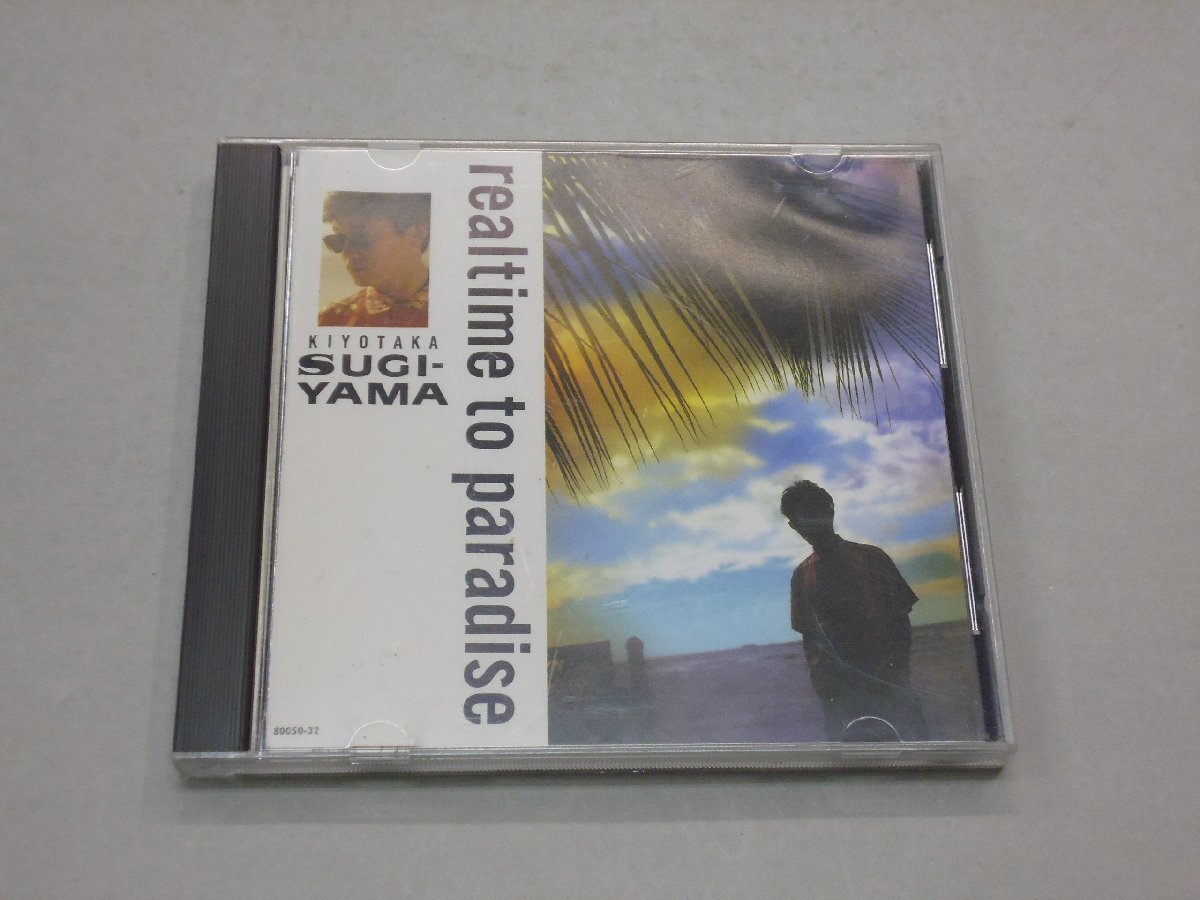 KIYOTAKA
SUGI-
YAMA
realtime to paradise
80050-32